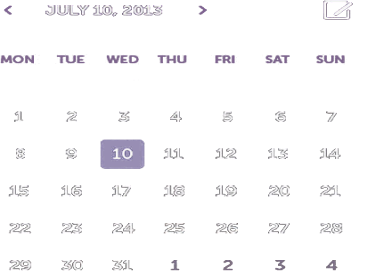 < JULY 10, 2013 >
MON TUE WED THU FRI SAT SUN
1 2 3 4 5 6 7
8 9 10 11 12 13 14
15 16 17 18 19 20 21
22 23 24 25 26 27 28
29 30 31 1 2 3 4